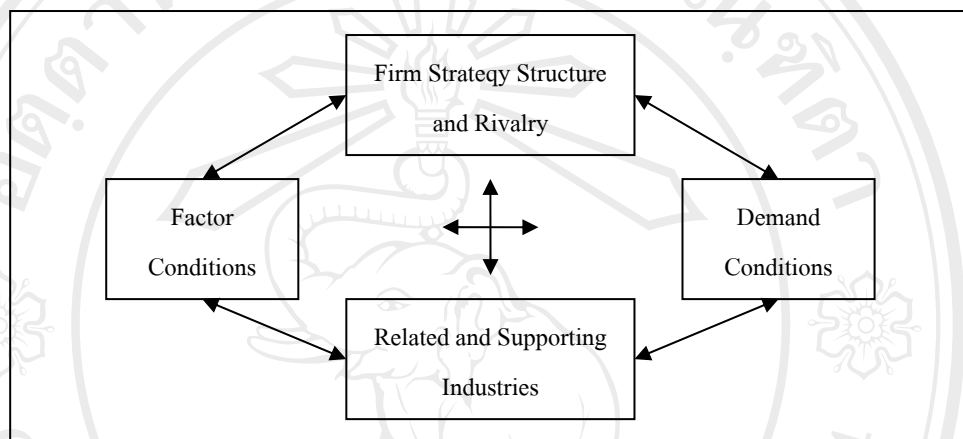 Firm Strateqy Structure
and Rivalry
Factor
Conditions
Demand
Conditions
Related and Supporting
Industries